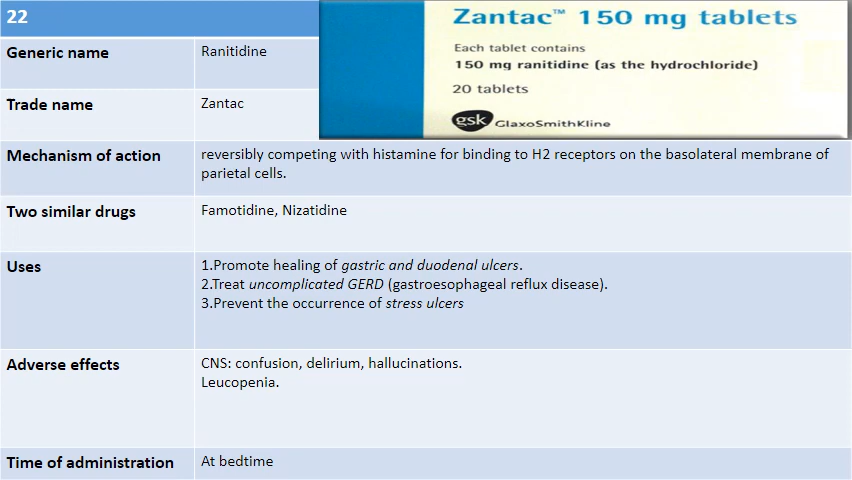 22
Zantac™ 150 mg tablets
Each tablet contains
150 mg ranitidine (as the hydrochloride)
20 tablets
gsk GlaxoSmithKline
Generic name
Ranitidine
Trade name
Zantac
Mechanism of action
reversibly competing with histamine for binding to H2 receptors on the basolateral membrane of
parietal cells.
Two similar drugs
Famotidine, Nizatidine
Uses
1.Promote healing of gastric and duodenal ulcers.
2.Treat uncomplicated GERD (gastroesophageal reflux disease).
3.Prevent the occurrence of stress ulcers
Adverse effects
CNS: confusion, delirium, hallucinations.
Leucopenia.
Time of administration
At bedtime